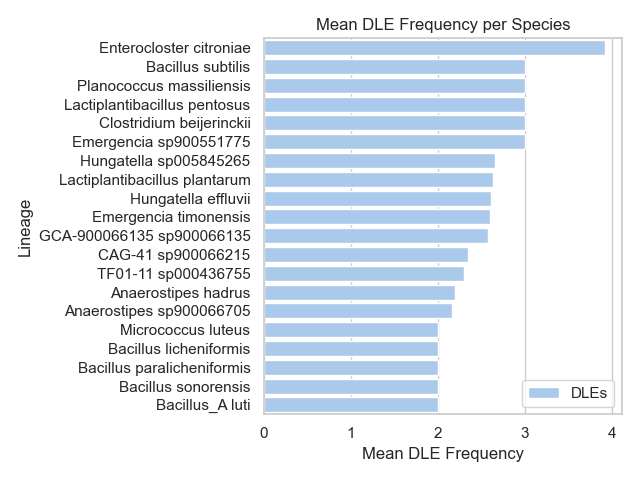 Mean DLE Frequency per Species
Enterocloster citroniae
Bacillus subtilis
Planococcus massiliensis
Lactiplantibacillus pentosus
Clostridium beijerinckii
Emergencia sp900551775
Hungatella sp005845265
Lactiplantibacillus plantarum
Hungatella effluvii
Emergencia timonensis
GCA-900066135 sp900066135
CAG-41 sp900066215
TF01-11 sp000436755
Anaerostipes hadrus
Anaerostipes sp900066705
Micrococcus luteus
Bacillus licheniformis
Bacillus paralicheniformis
Bacillus sonorensis
Bacillus_A luti
Lineage
DLEs
0 1 2 3 4
Mean DLE Frequency